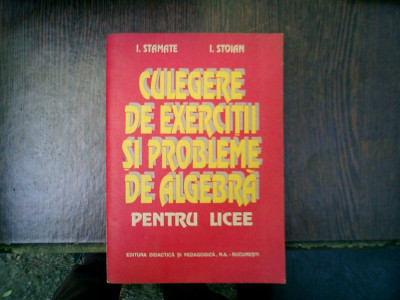 I. STAMATE I. STOIAN
CULEGERE
DE EXERCIȚII
ȘI PROBLEME
DE ALGEBRĂ
PENTRU LICEE
EDITURA DIDACTICĂ ȘI PEDAGOGICĂ, R.A. - BUCUREȘTI